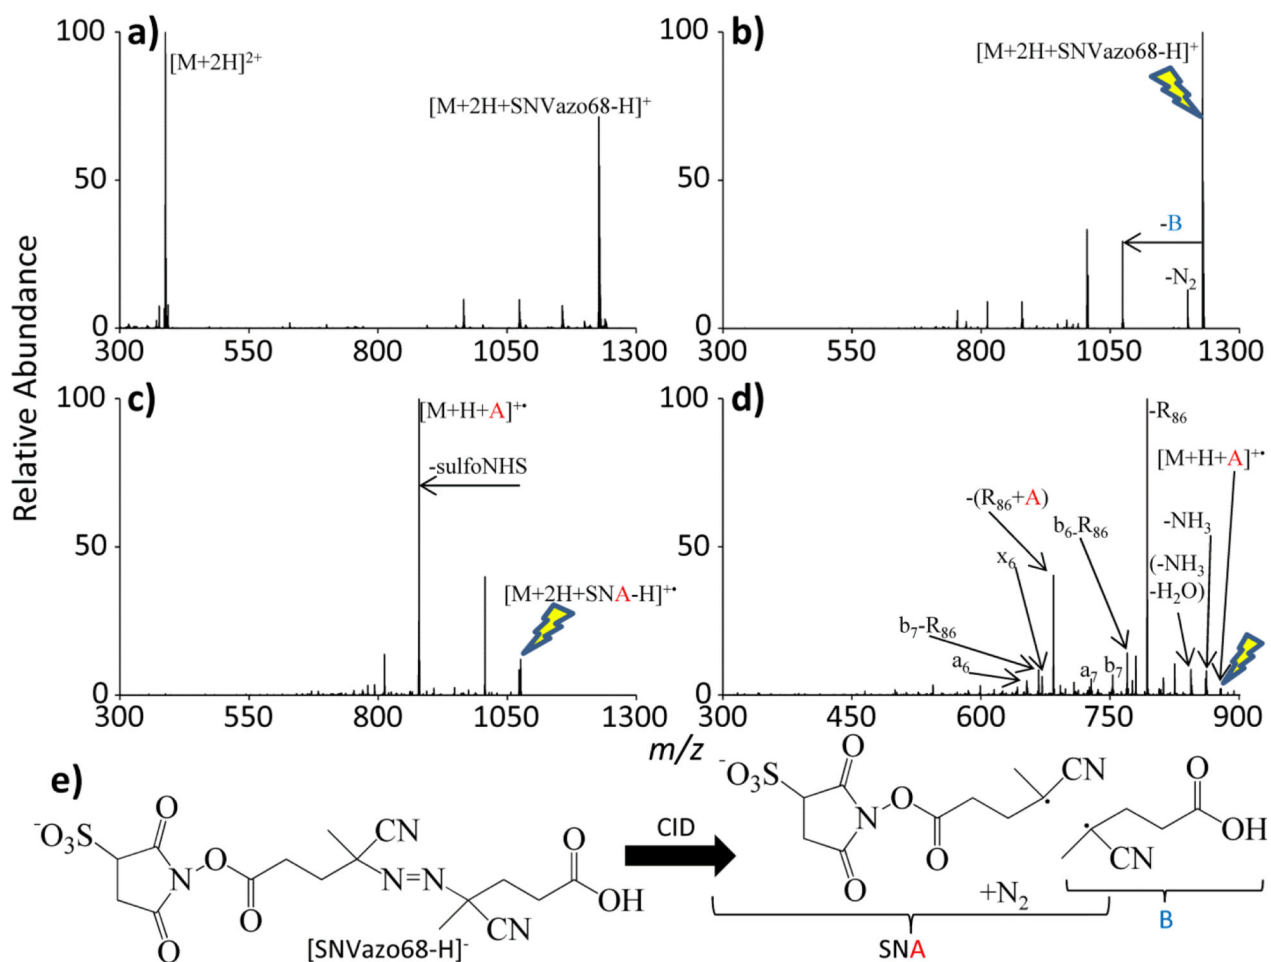 a)
100
50
0
[M+2H]²⁺
[M+2H+SNVazo68-H]⁺
300 550 800 1050 1300
b)
100
50
0
[M+2H+SNVazo68-H]⁺
-B
-N₂
300 550 800 1050 1300
Relative Abundance
c)
100
50
0
[M+H+A]⁺•
-sulfoNHS
[M+2H+SNA-H]⁺•
300 550 800 1050 1300
d)
100
50
0
-R₈₆
[M+H+A]⁺•
-(R₈₆+A)
b₆-R₈₆
-NH₃
x₆
(-NH₃
-H₂O)
b₇-R₈₆
a₆
a₇
b₇
300 450 600 750 900
m/z
e)
⁻O₃S
O
O
N
O
O
CN
N=N
CN
O
OH
[SNVazo68-H]⁻
CID
⁻O₃S
O
O
N
O
O
CN
+N₂
SNA
O
OH
CN
B